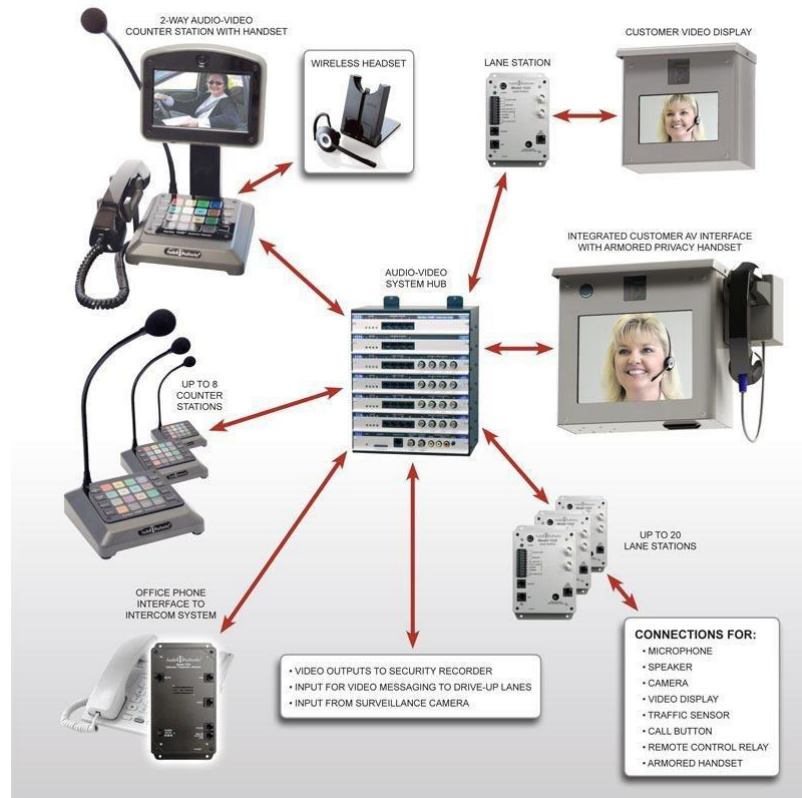 2-WAY AUDIO-VIDEO
COUNTER STATION WITH HANDSET
WIRELESS HEADSET
LANE STATION
CUSTOMER VIDEO DISPLAY
INTEGRATED CUSTOMER AV INTERFACE
WITH ARMORED PRIVACY HANDSET
AUDIO-VIDEO
SYSTEM HUB
UP TO 8
COUNTER
STATIONS
UP TO 20
LANE STATIONS
OFFICE PHONE
INTERFACE TO
INTERCOM SYSTEM
• VIDEO OUTPUTS TO SECURITY RECORDER
• INPUT FOR VIDEO MESSAGING TO DRIVE-UP LANES
• INPUT FROM SURVEILLANCE CAMERA
CONNECTIONS FOR:
• MICROPHONE
• SPEAKER
• CAMERA
• VIDEO DISPLAY
• TRAFFIC SENSOR
• CALL BUTTON
• REMOTE CONTROL RELAY
• ARMORED HANDSET